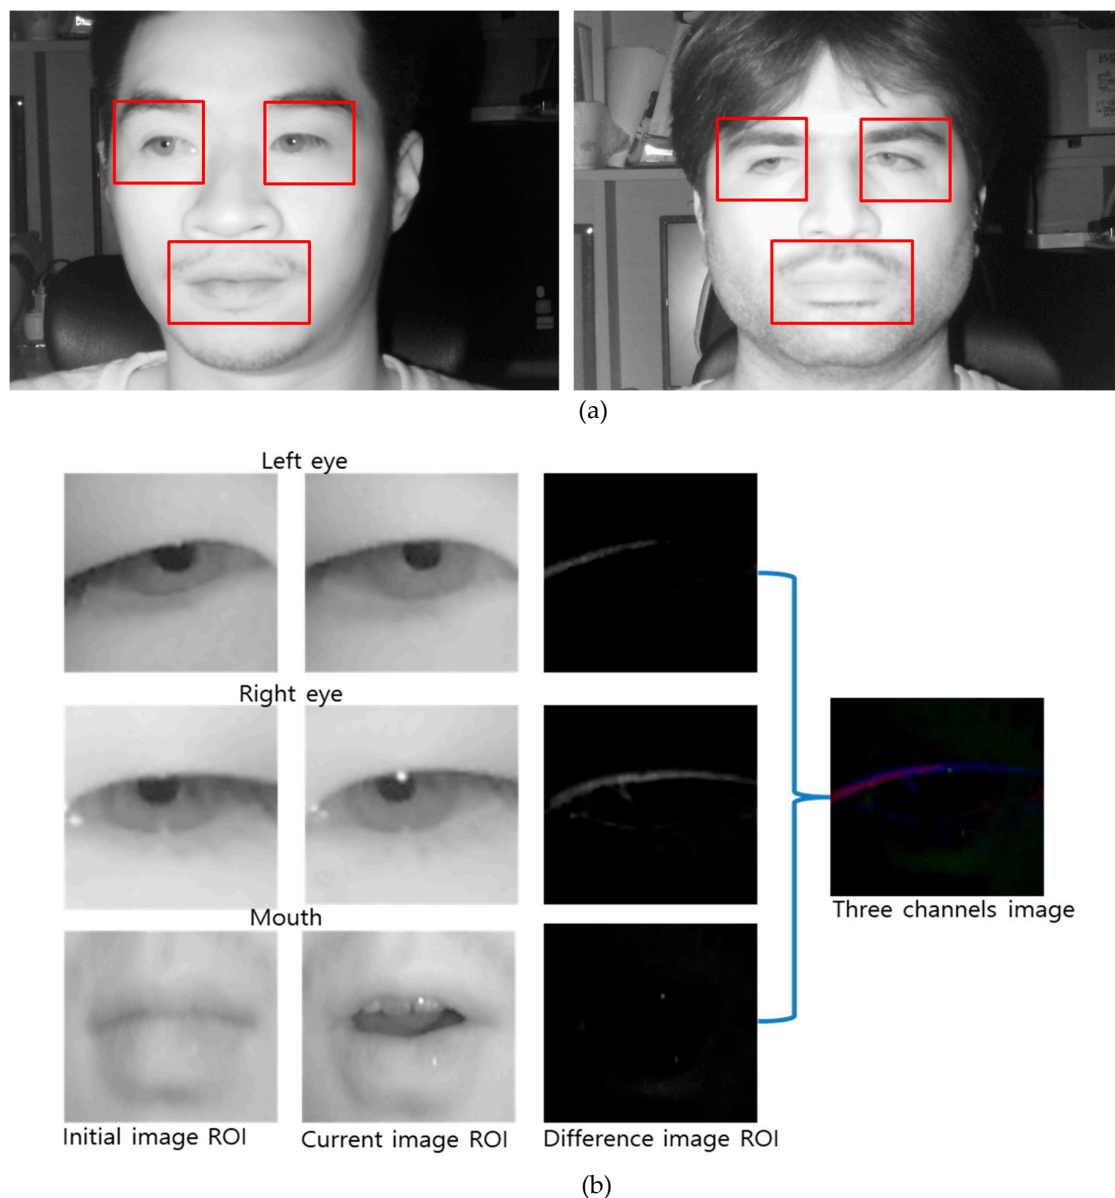 (a)
Left eye
Right eye
Mouth
Three channels image
Initial image ROI
Current image ROI
Difference image ROI
(b)